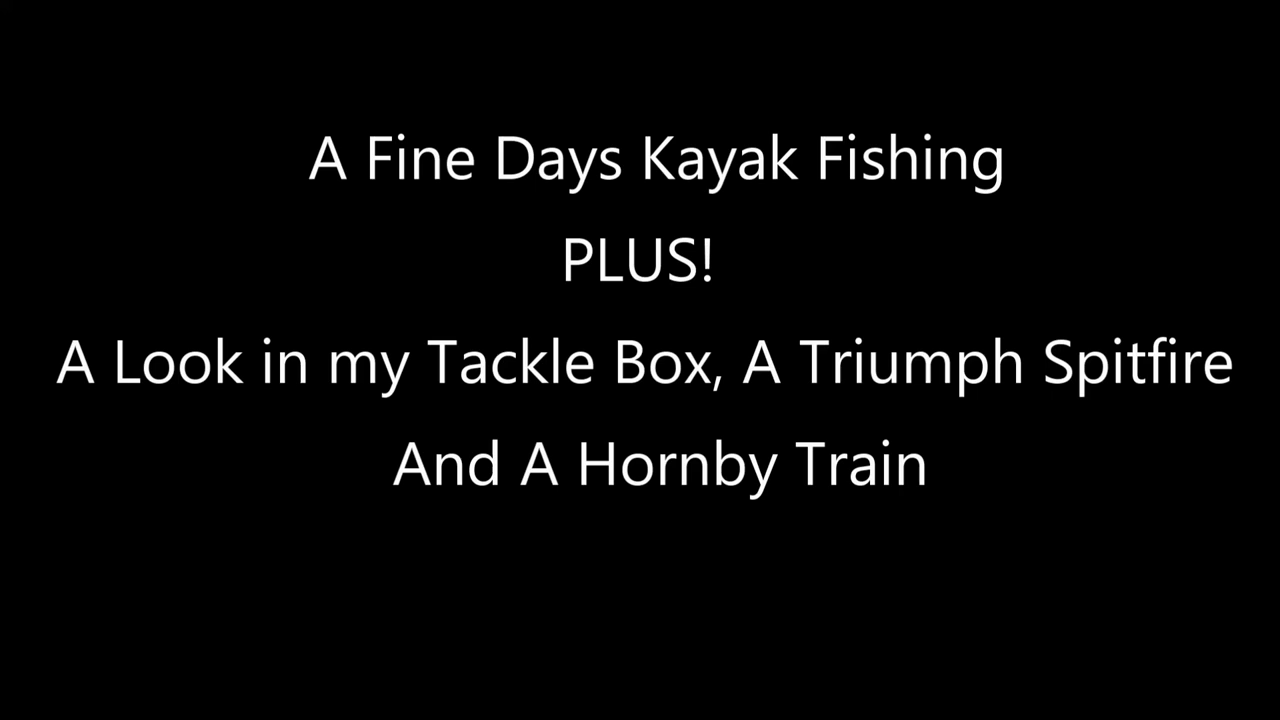 A Fine Days Kayak Fishing
PLUS!
A Look in my Tackle Box, A Triumph Spitfire
And A Hornby Train